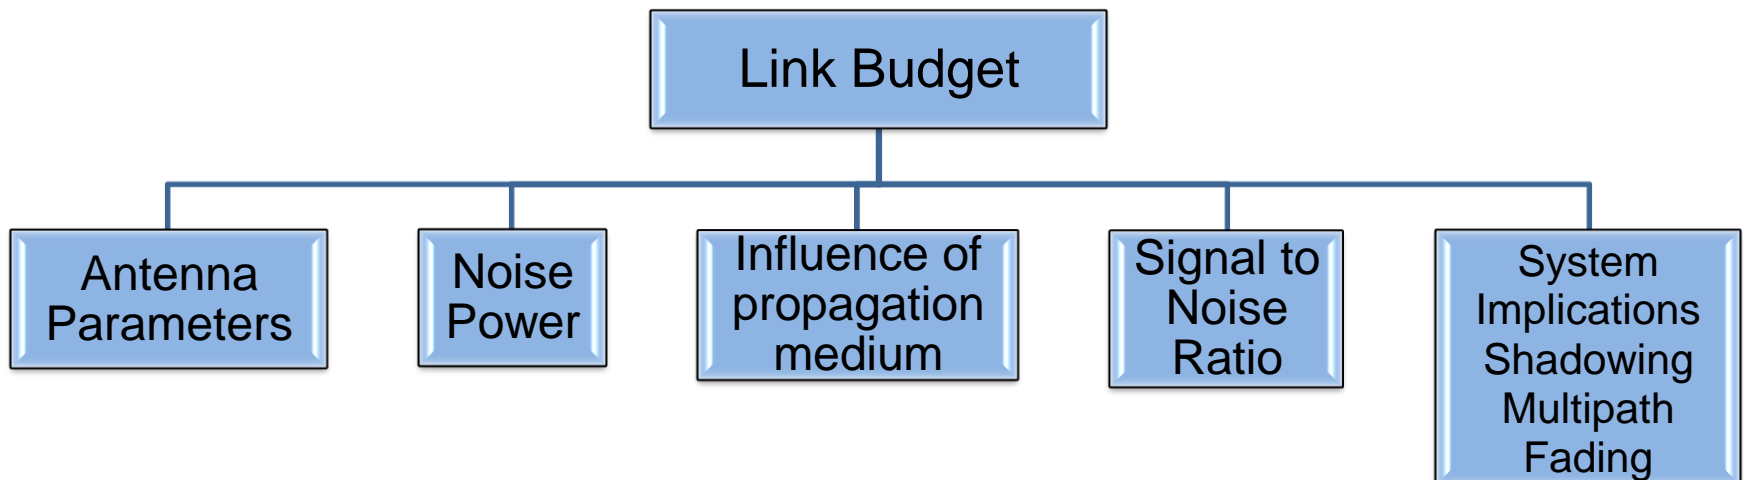 Link Budget
Antenna
Parameters
Noise
Power
Influence of
propagation
medium
Signal to
Noise
Ratio
System
Implications
Shadowing
Multipath
Fading